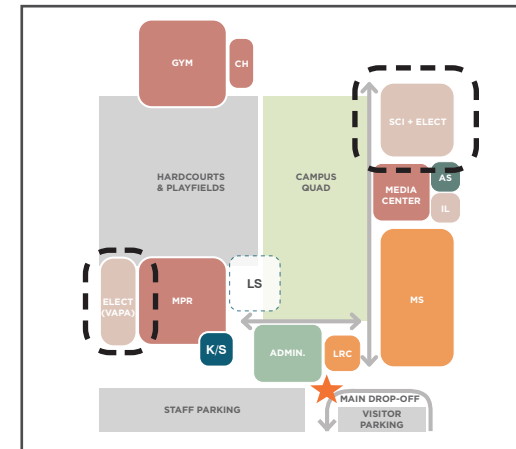 GYM
CH
SCI + ELECT
HARDCOURTS
& PLAYFIELDS
CAMPUS
QUAD
MEDIA
CENTER
AS
IL
ELECT
(VAPA)
MPR
LS
MS
K/S
ADMIN.
LRC
STAFF PARKING
MAIN DROP-OFF
VISITOR
PARKING